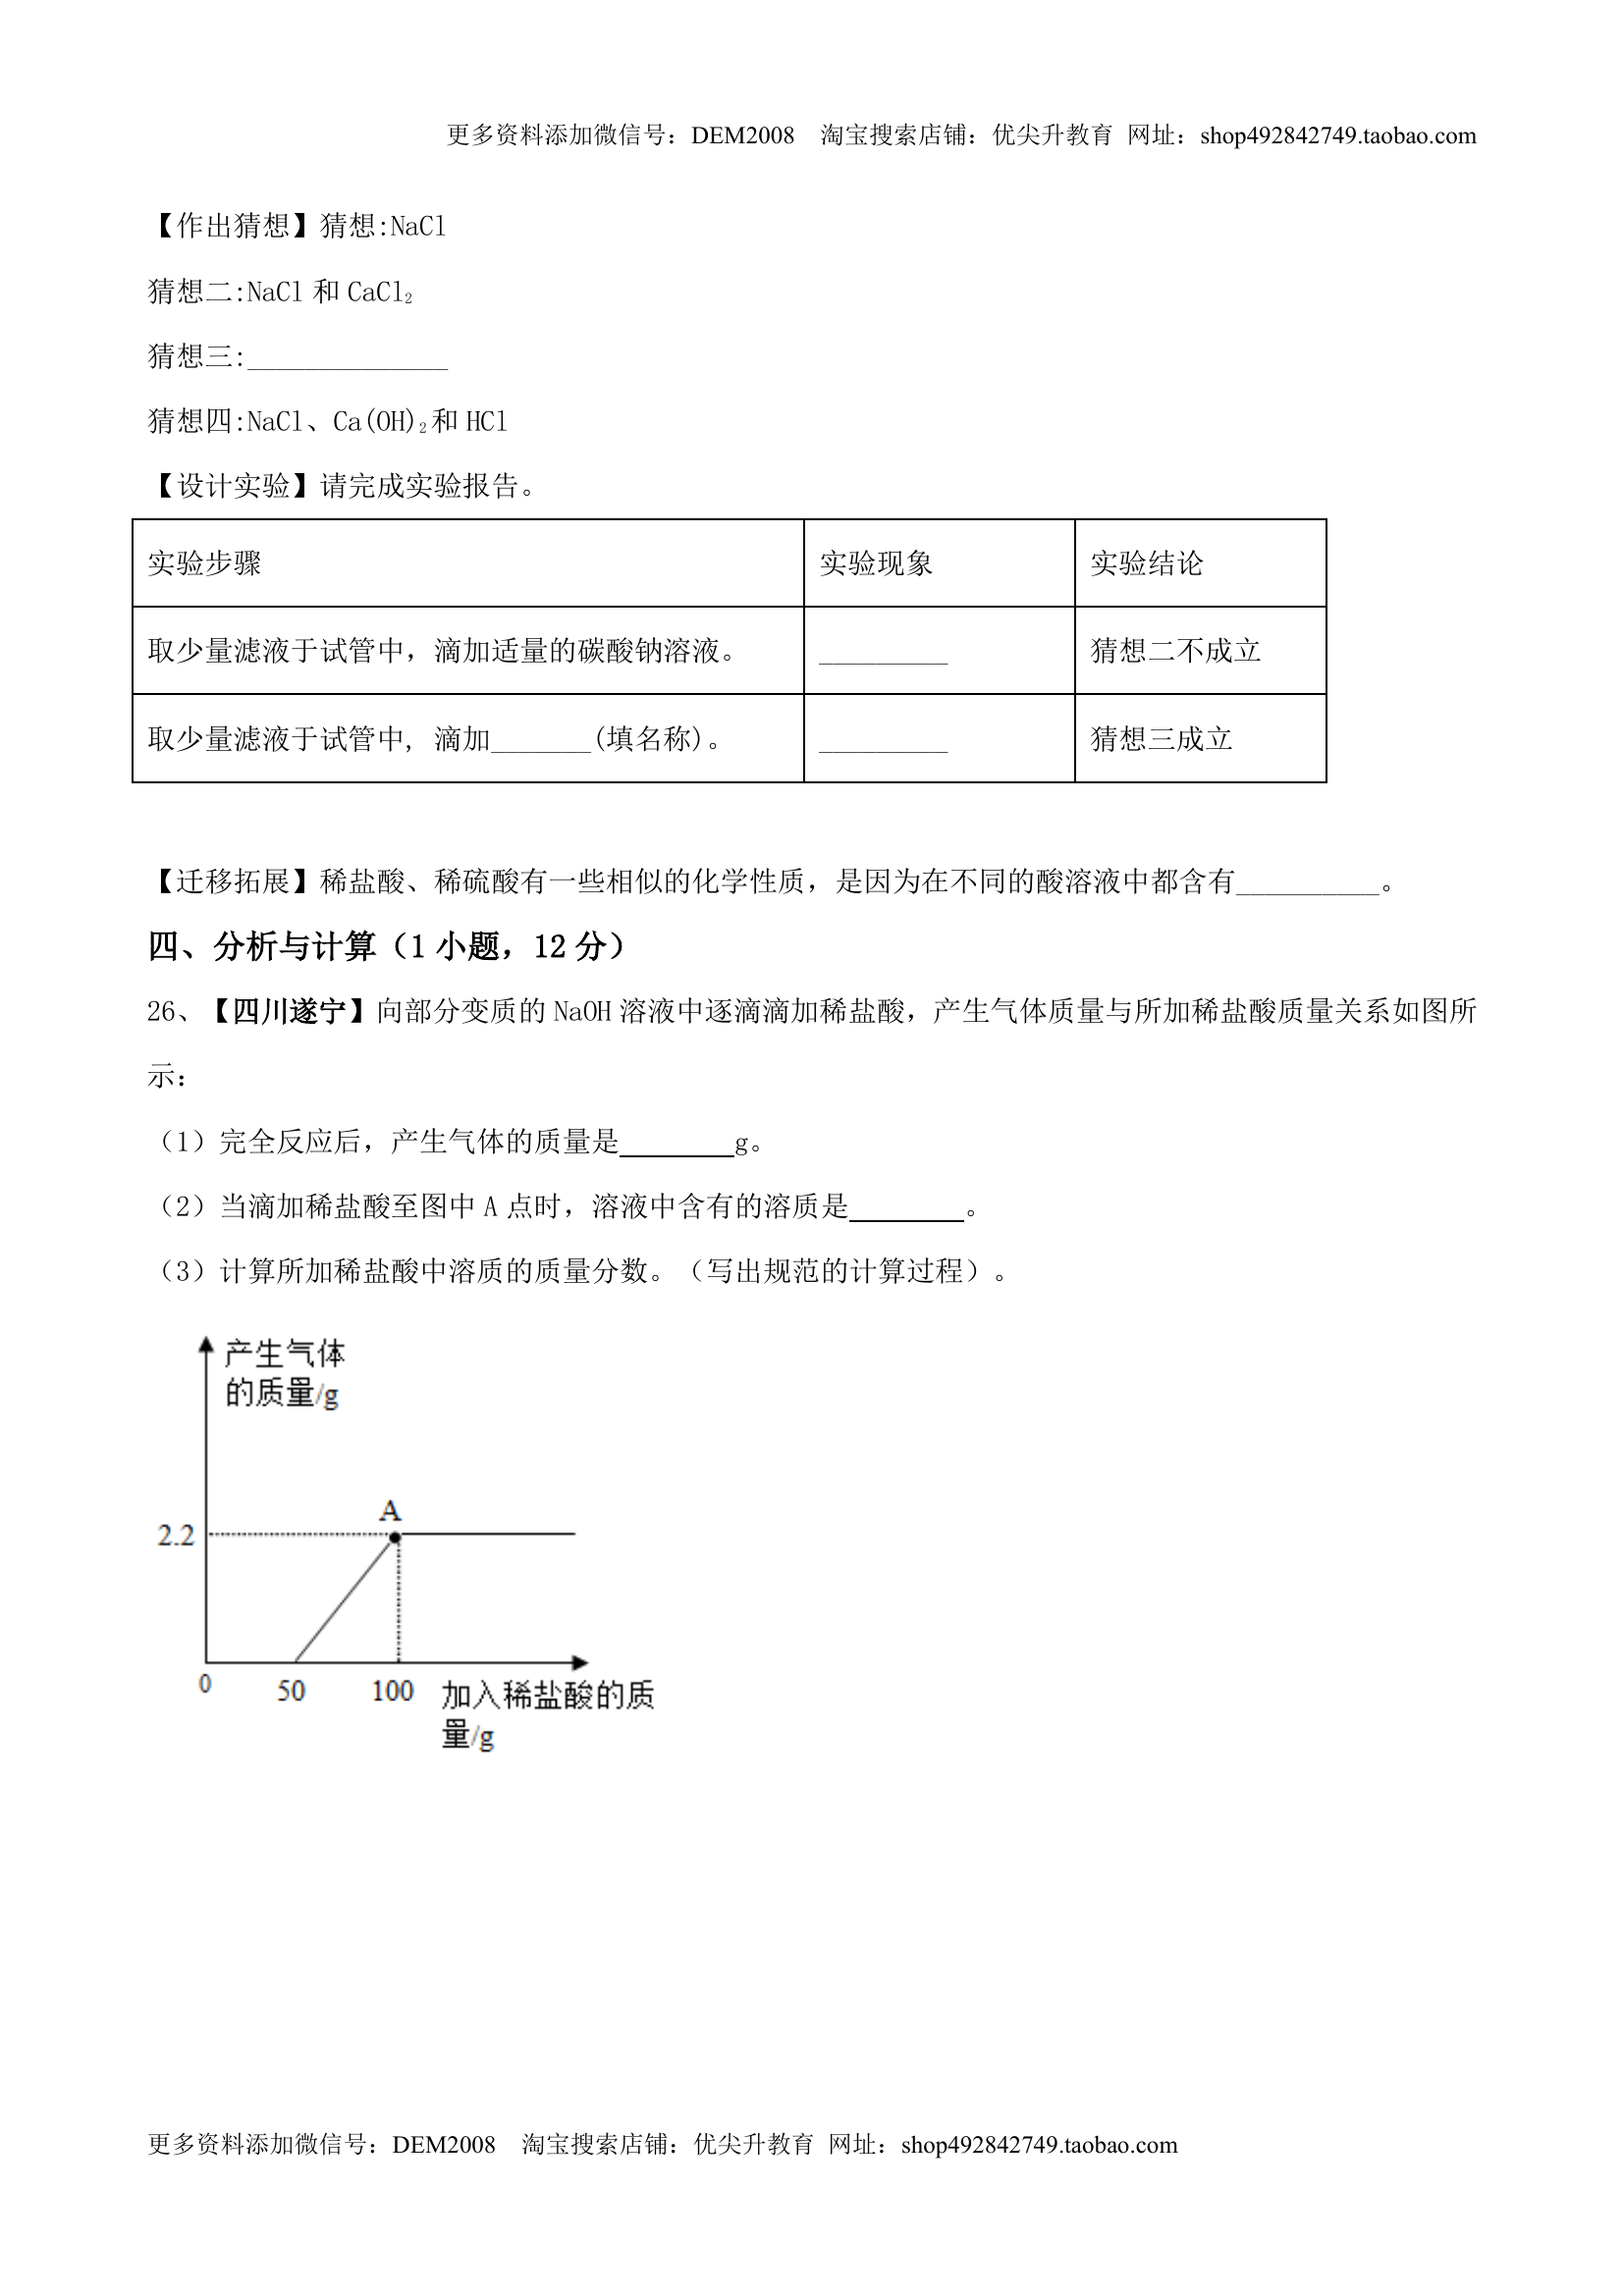 更多资料添加微信号：DEM2008 淘宝搜索店铺：优尖升教育 网址：shop492842749.taobao.com
【作出猜想】猜想:NaCl
猜想二:NaCl 和 CaCl₂
猜想三:______________
猜想四:NaCl、Ca(OH)₂和 HCl
【设计实验】请完成实验报告。
实验步骤 实验现象 实验结论
取少量滤液于试管中，滴加适量的碳酸钠溶液。 _________ 猜想二不成立
取少量滤液于试管中, 滴加_______(填名称)。 _________ 猜想三成立
【迁移拓展】稀盐酸、稀硫酸有一些相似的化学性质，是因为在不同的酸溶液中都含有__________。
四、分析与计算（1 小题，12 分）
26、【四川遂宁】向部分变质的 NaOH 溶液中逐滴滴加稀盐酸，产生气体质量与所加稀盐酸质量关系如图所
示：
（1）完全反应后，产生气体的质量是________g。
（2）当滴加稀盐酸至图中 A 点时，溶液中含有的溶质是________。
（3）计算所加稀盐酸中溶质的质量分数。（写出规范的计算过程）。
产生气体
的质量/g
A
2.2
0 50 100 加入稀盐酸的质
量/g
更多资料添加微信号：DEM2008 淘宝搜索店铺：优尖升教育 网址：shop492842749.taobao.com